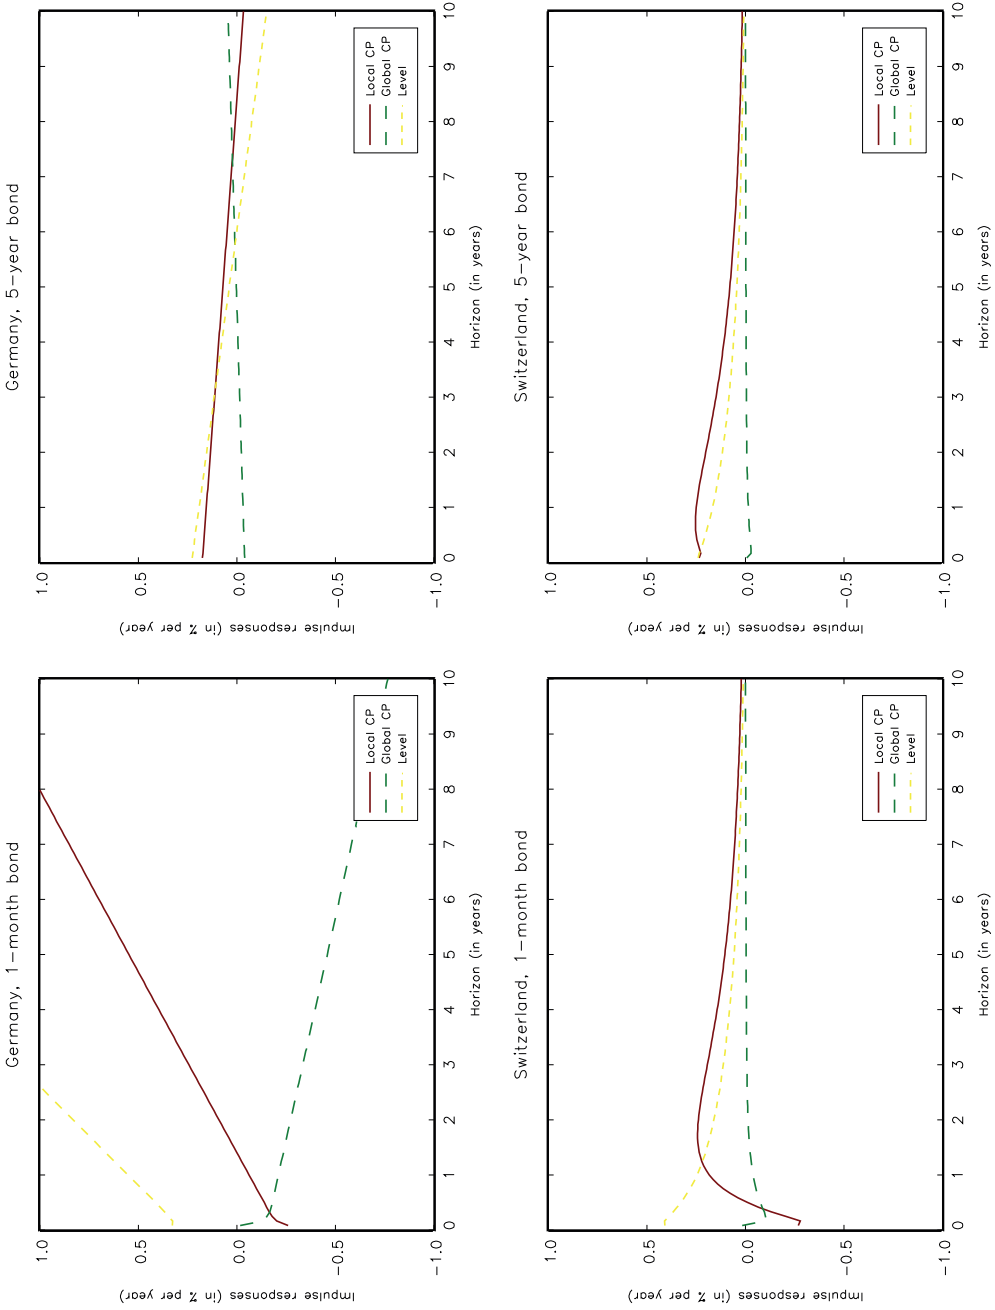 Germany, 1-month bond
Impulse responses (in % per year)
1.0
0.5
0.0
-0.5
-1.0
0 1 2 3 4 5 6 7 8 9 10
Horizon (in years)
Local CP
Global CP
Level
Germany, 5-year bond
Impulse responses (in % per year)
1.0
0.5
0.0
-0.5
-1.0
0 1 2 3 4 5 6 7 8 9 10
Horizon (in years)
Local CP
Global CP
Level
Switzerland, 1-month bond
Impulse responses (in % per year)
1.0
0.5
0.0
-0.5
-1.0
0 1 2 3 4 5 6 7 8 9 10
Horizon (in years)
Local CP
Global CP
Level
Switzerland, 5-year bond
Impulse responses (in % per year)
1.0
0.5
0.0
-0.5
-1.0
0 1 2 3 4 5 6 7 8 9 10
Horizon (in years)
Local CP
Global CP
Level